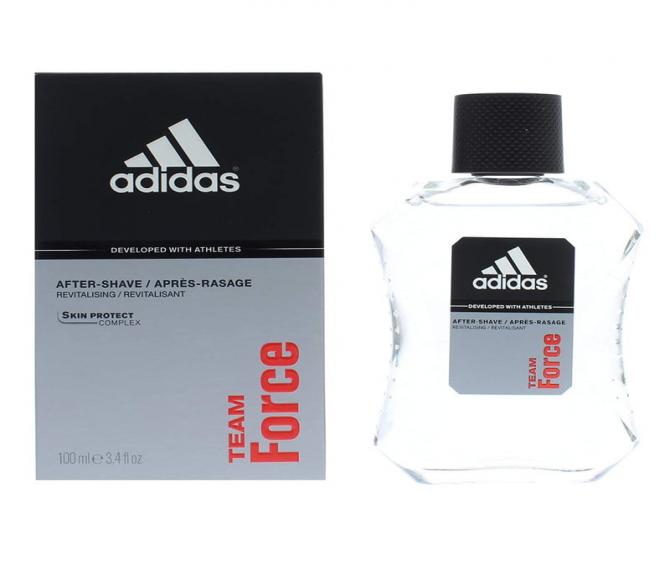 adidas
DEVELOPED WITH ATHLETES
AFTER-SHAVE / APRÈS-RASAGE
REVITALISING / REVITALISANT
SKIN PROTECT
COMPLEX
TEAM
Force
100 ml e 3.4 fl oz
adidas
DEVELOPED WITH ATHLETES
AFTER-SHAVE / APRÈS-RASAGE
REVITALISING / REVITALISANT
TEAM
Force